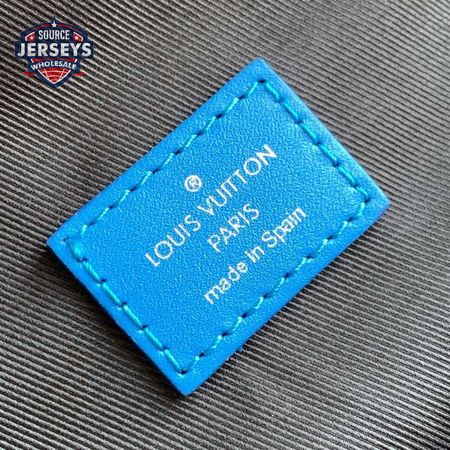 SOURCE
JERSEYS
WHOLESALE
®
LOUIS VUITTON
PARIS
made in Spain